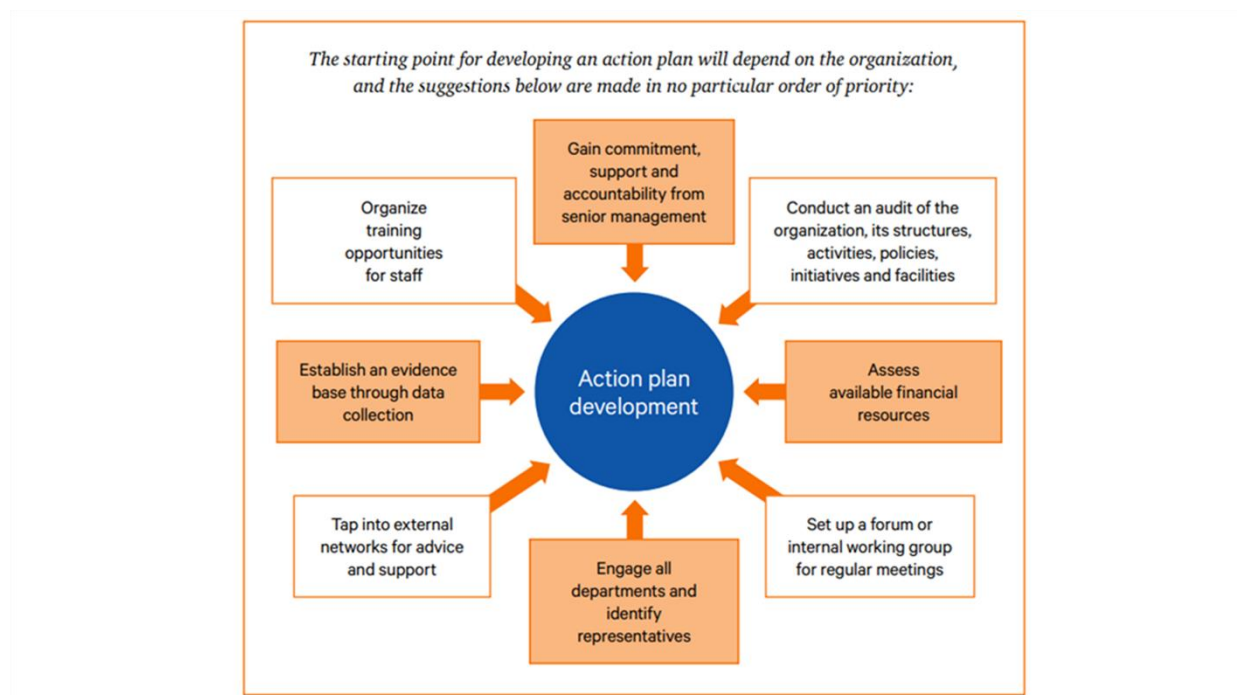 The starting point for developing an action plan will depend on the organization,
and the suggestions below are made in no particular order of priority:
Gain commitment,
support and
accountability from
senior management
Organize
training
opportunities
for staff
Conduct an audit of the
organization, its structures,
activities, policies,
initiatives and facilities
Establish an evidence
base through data
collection
Action plan
development
Assess
available financial
resources
Tap into external
networks for advice
and support
Engage all
departments and
identify
representatives
Set up a forum or
internal working group
for regular meetings